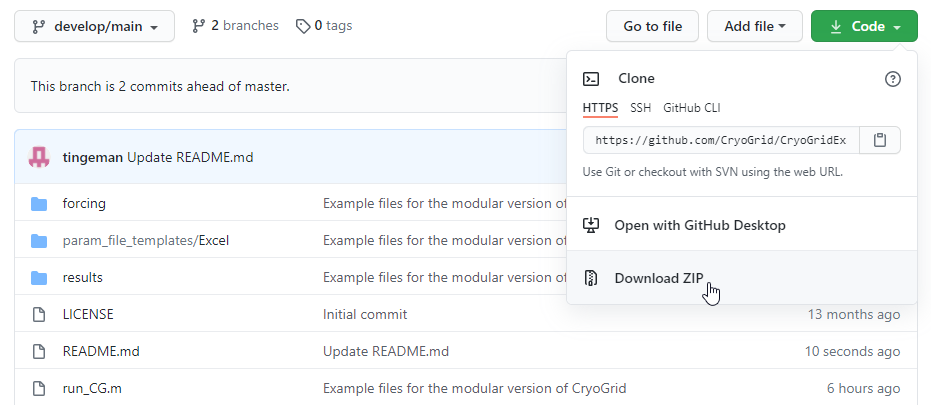 develop/main 2 branches 0 tags Go to file Add file Code
Clone
This branch is 2 commits ahead of master.
HTTPS SSH GitHub CLI
https://github.com/CryoGrid/CryoGridEx
tingeman Update README.md
Use Git or checkout with SVN using the web URL.
forcing Example files for the modular version of
Open with GitHub Desktop
param_file_templates/Excel Example files for the modular version of
results Example files for the modular version of
Download ZIP
LICENSE Initial commit 13 months ago
README.md Update README.md 10 seconds ago
run_CG.m Example files for the modular version of CryoGrid 6 hours ago